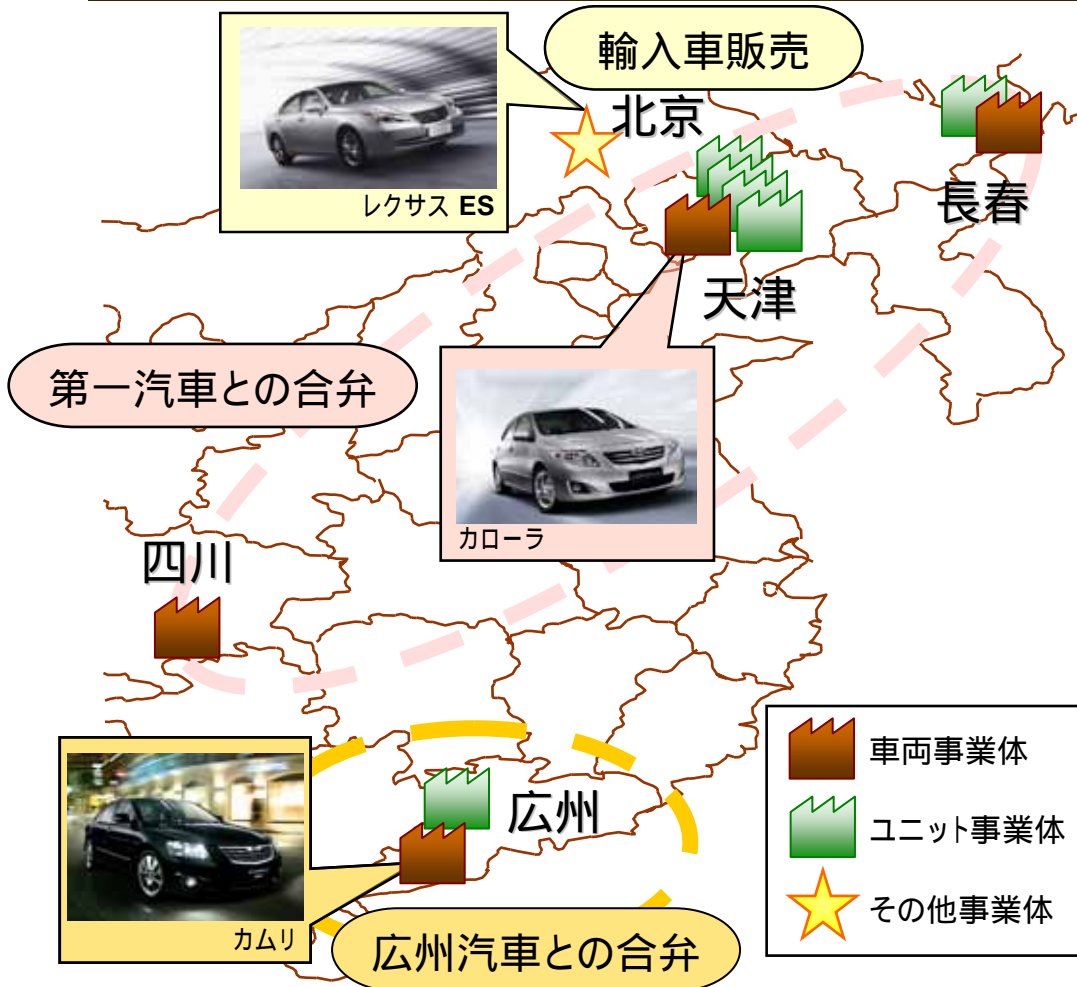 輸入車販売
北京
レクサス ES
長春
天津
第一汽車との合弁
カローラ
四川
車両事業体
広州
ユニット事業体
カムリ
その他事業体
広州汽車との合弁